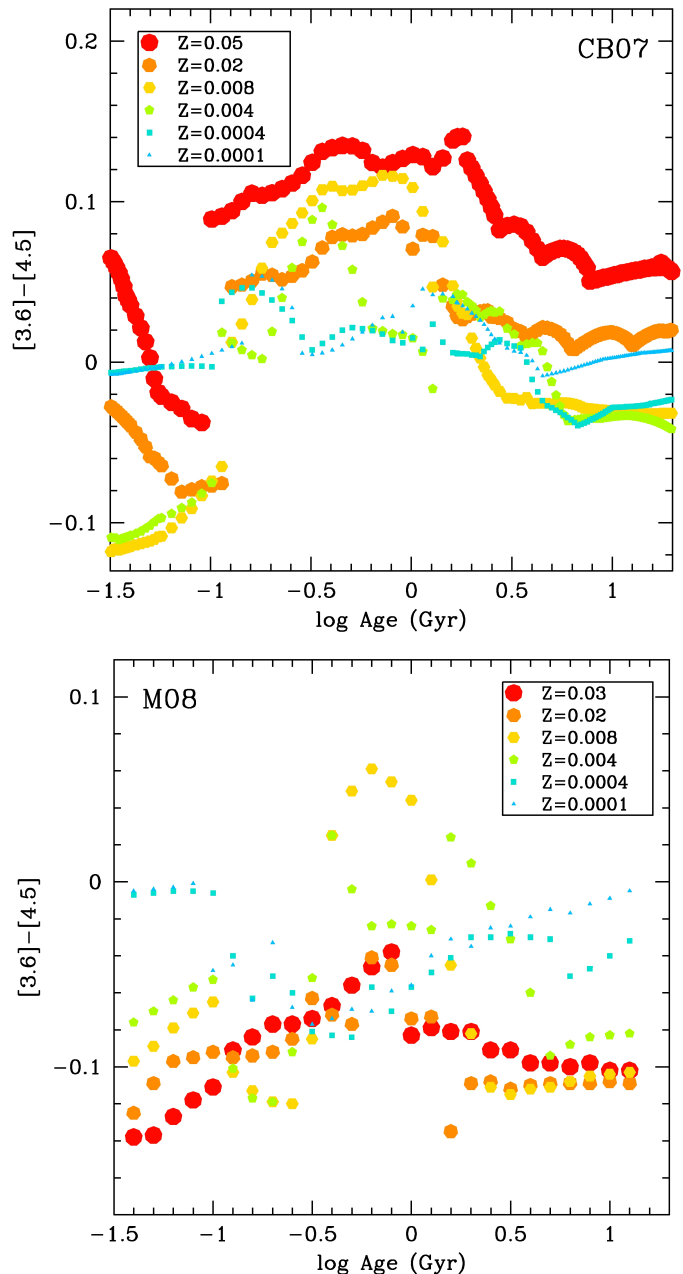 0.2
CB07
Z=0.05
Z=0.02
Z=0.008
Z=0.004
Z=0.0004
Z=0.0001
0.1
[3.6]−[4.5]
0
−0.1
−1.5 −1 −0.5 0 0.5 1
log Age (Gyr)
0.1
M08
Z=0.03
Z=0.02
Z=0.008
Z=0.004
Z=0.0004
Z=0.0001
0
[3.6]−[4.5]
−0.1
−1.5 −1 −0.5 0 0.5 1
log Age (Gyr)